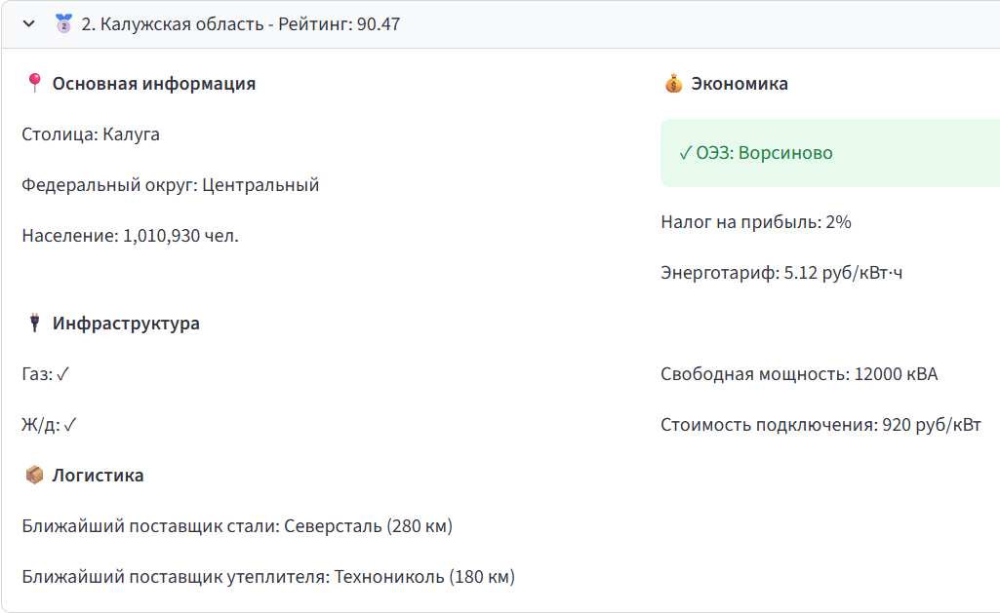 2. Калужская область - Рейтинг: 90.47
Основная информация
Столица: Калуга
Федеральный округ: Центральный
Население: 1,010,930 чел.
Экономика
✓ ОЭЗ: Ворсиново
Налог на прибыль: 2%
Энерготариф: 5.12 руб/кВт·ч
Инфраструктура
Газ: ✓
Ж/д: ✓
Свободная мощность: 12000 кВА
Стоимость подключения: 920 руб/кВт
Логистика
Ближайший поставщик стали: Северсталь (280 км)
Ближайший поставщик утеплителя: Технониколь (180 км)